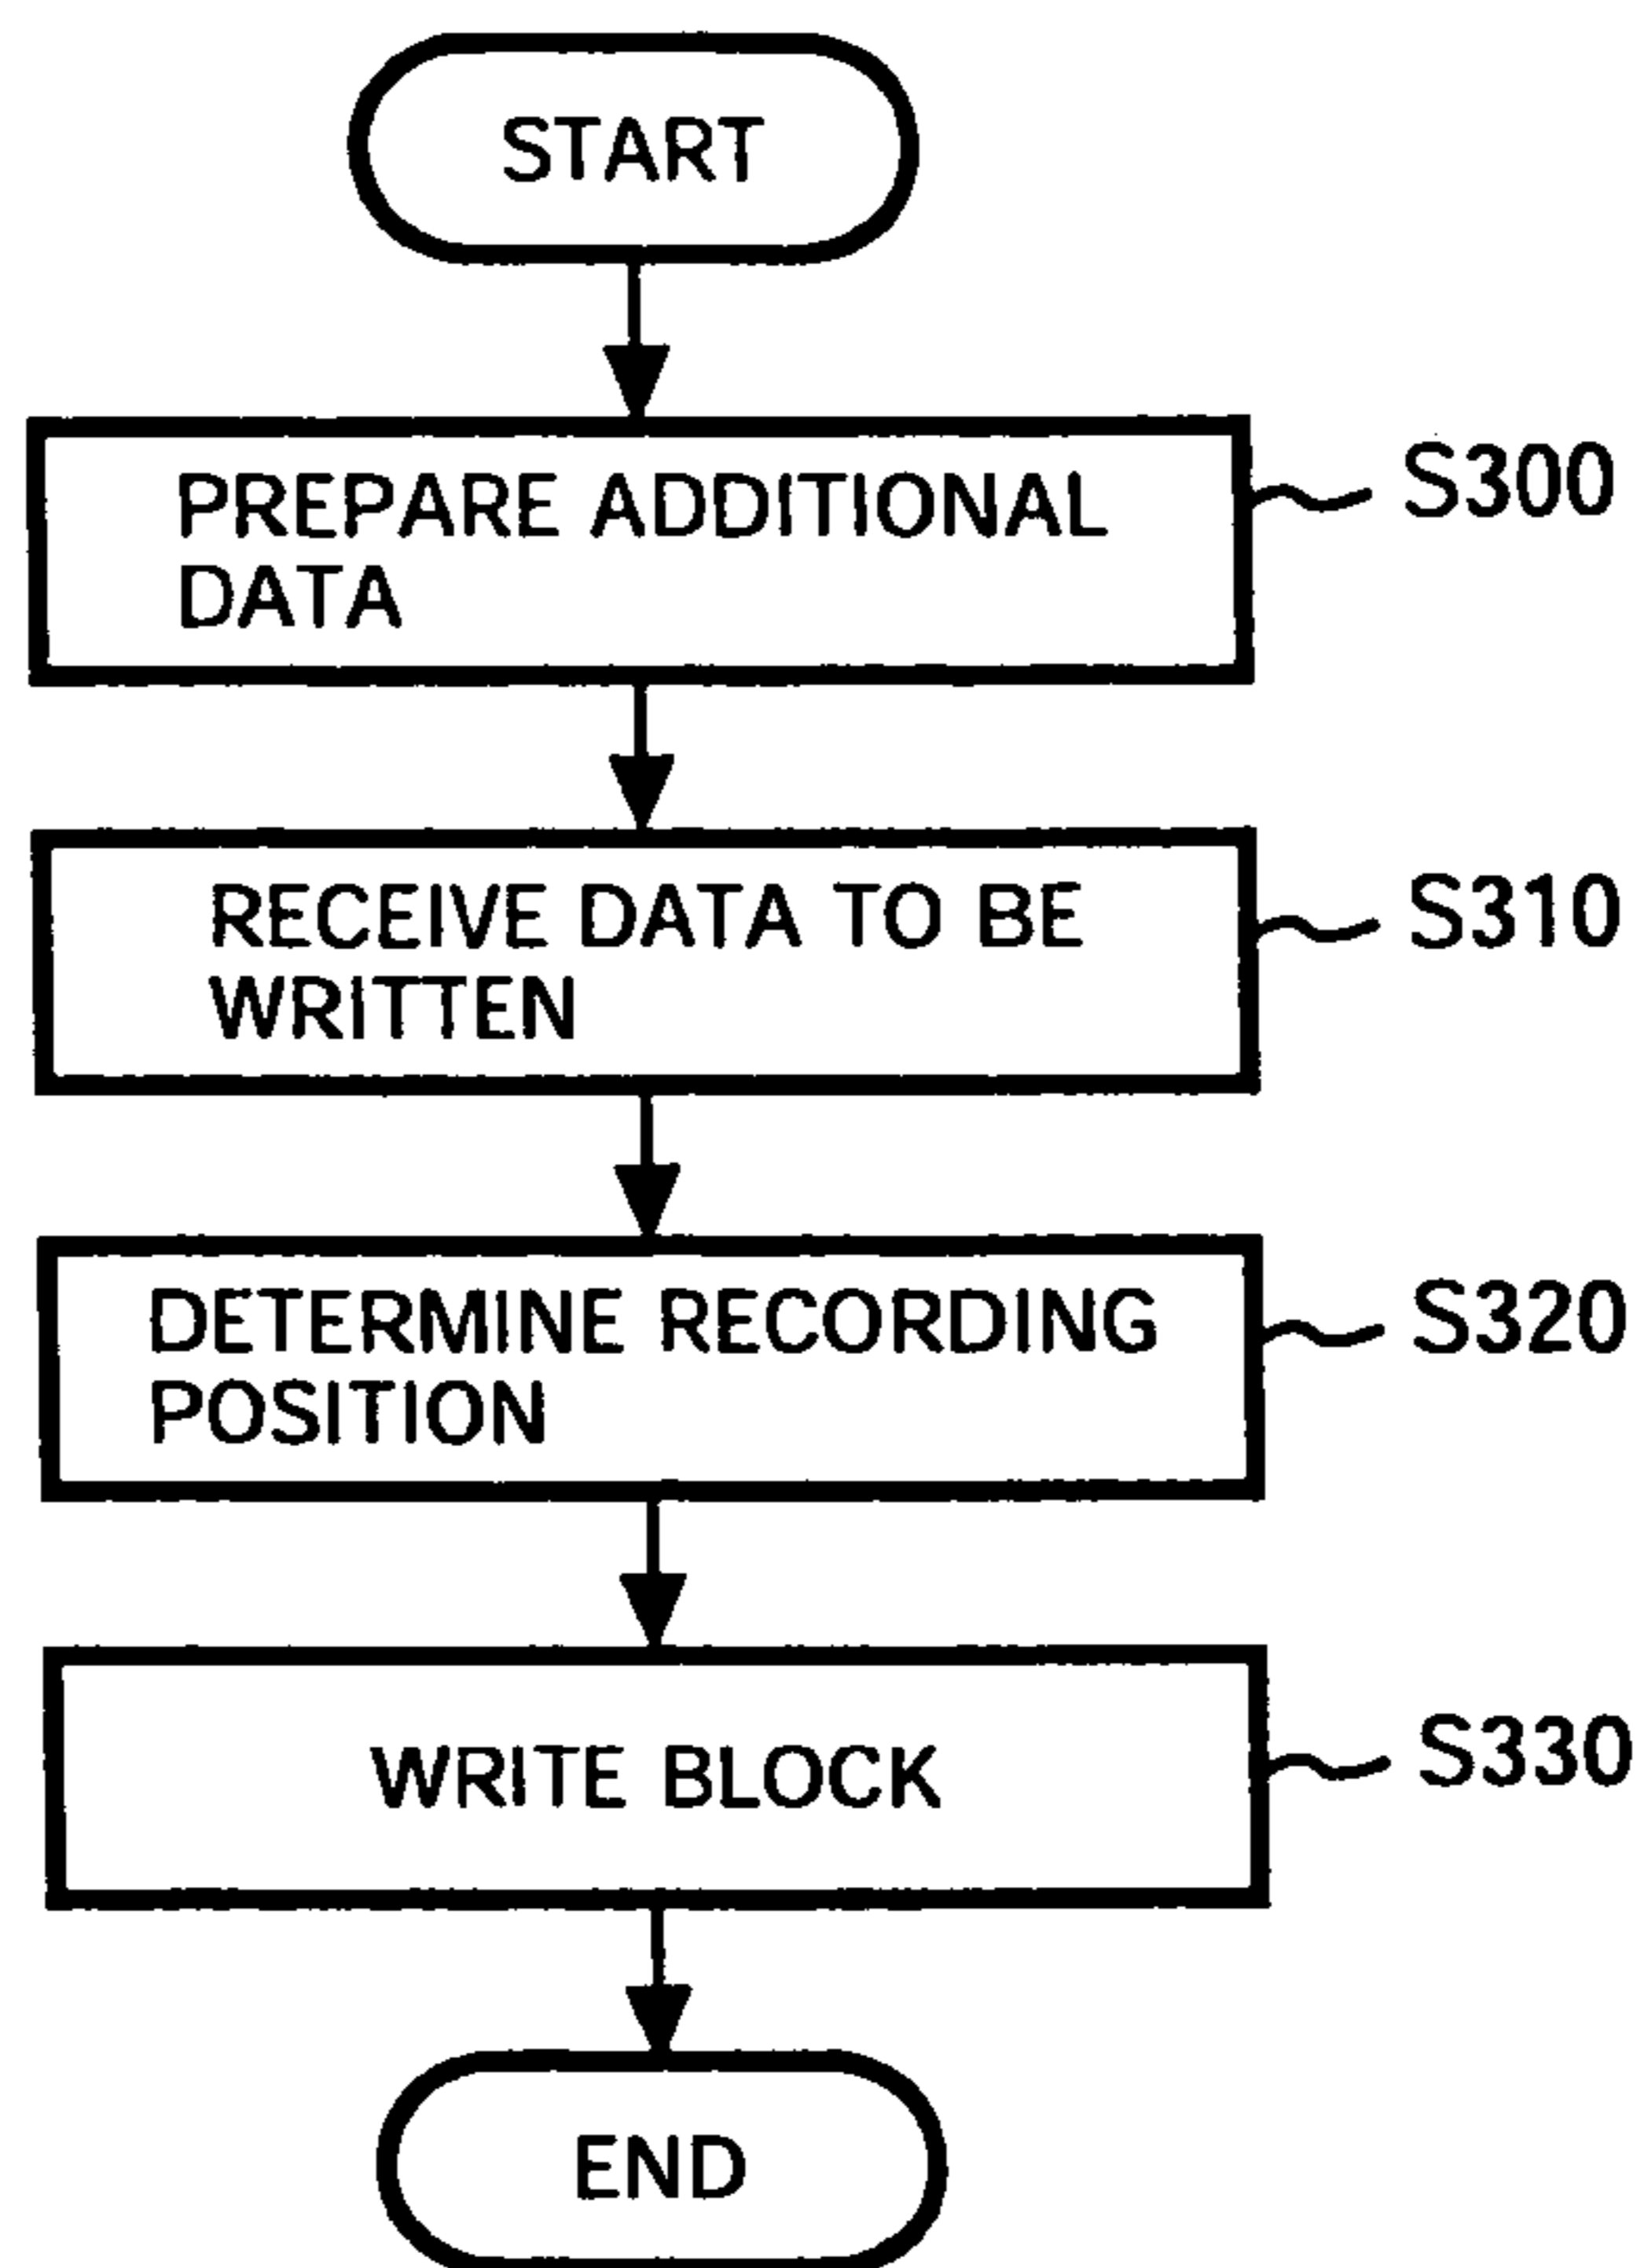 START
PREPARE ADDITIONAL
DATA
S300
RECEIVE DATA TO BE
WRITTEN
S310
DETERMINE RECORDING
POSITION
S320
WRITE BLOCK
S330
END